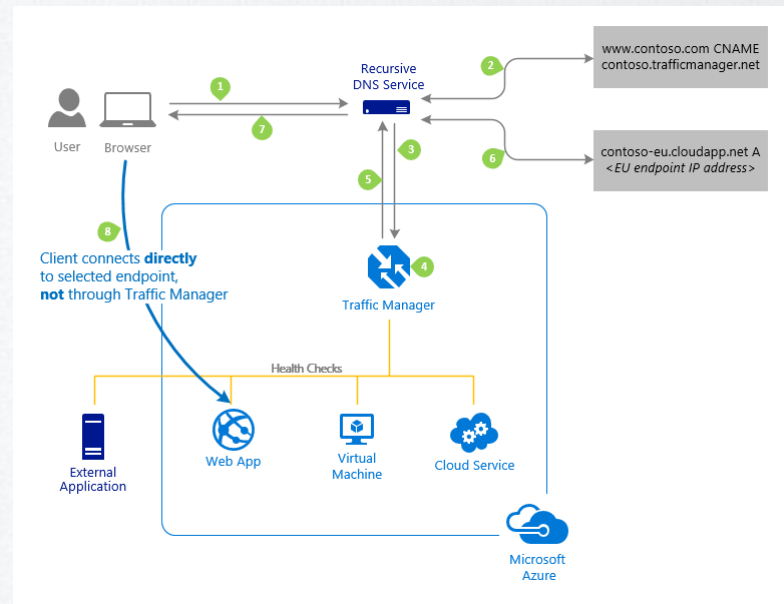 www.contoso.com CNAME
contoso.trafficmanager.net
2
Recursive
DNS Service
1
7
User
Browser
3
5
6
contoso-eu.cloudapp.net A
<EU endpoint IP address>
8
Client connects directly
to selected endpoint,
not through Traffic Manager
4
Traffic Manager
Health Checks
External
Application
Web App
Virtual
Machine
Cloud Service
Microsoft
Azure